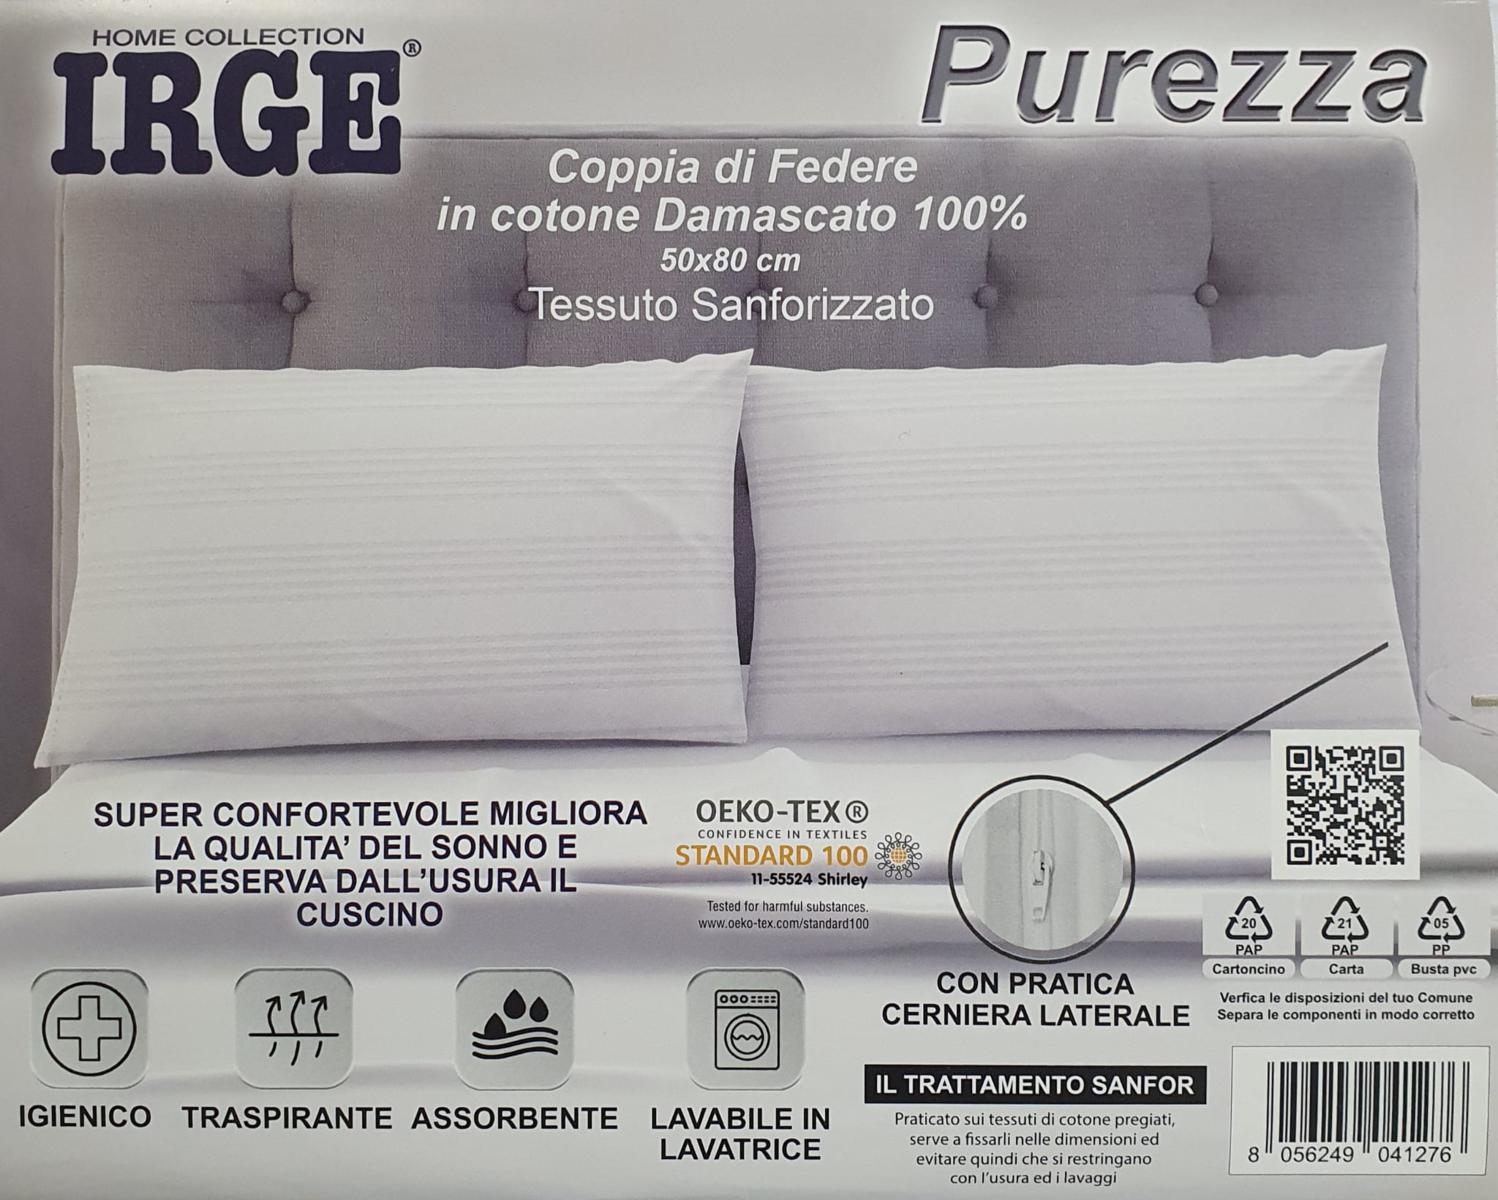 HOME COLLECTION
IRGE®
Purezza
Coppia di Federe
in cotone Damascato 100%
50x80 cm
Tessuto Sanforizzato
SUPER CONFORTEVOLE MIGLIORA
LA QUALITA' DEL SONNO E
PRESERVA DALL'USURA IL
CUSCINO
OEKO-TEX®
CONFIDENCE IN TEXTILES
STANDARD 100
11-55524 Shirley
Tested for harmful substances.
www.oeko-tex.com/standard100
CON PRATICA
CERNIERA LATERALE
20
PAP
Cartoncino
21
PAP
Carta
05
PP
Busta pvc
Verfica le disposizioni del tuo Comune
Separa le componenti in modo corretto
IGIENICO
TRASPIRANTE
ASSORBENTE
LAVABILE IN
LAVATRICE
IL TRATTAMENTO SANFOR
Praticato sui tessuti di cotone pregiati,
serve a fissarli nelle dimensioni ed
evitare quindi che si restringano
con l'usura ed i lavaggi
8 056249 041276